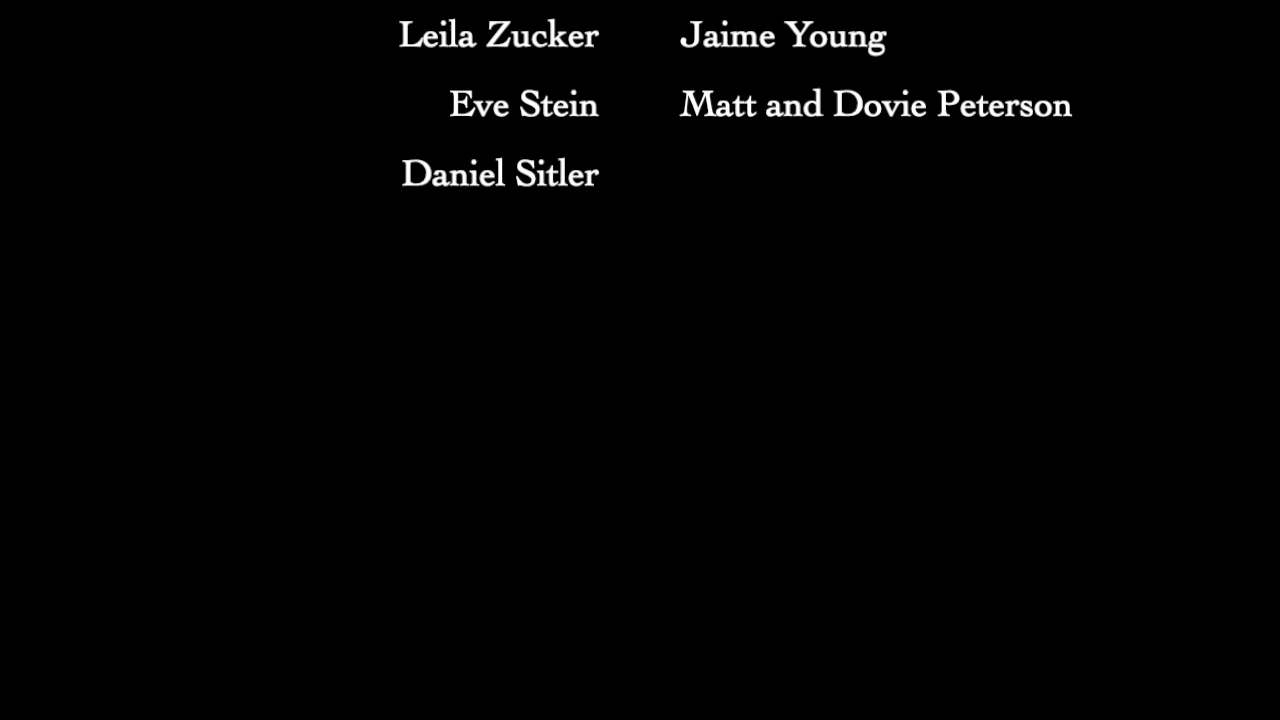 Leila Zucker Jaime Young
Eve Stein Matt and Dovie Peterson
Daniel Sitler